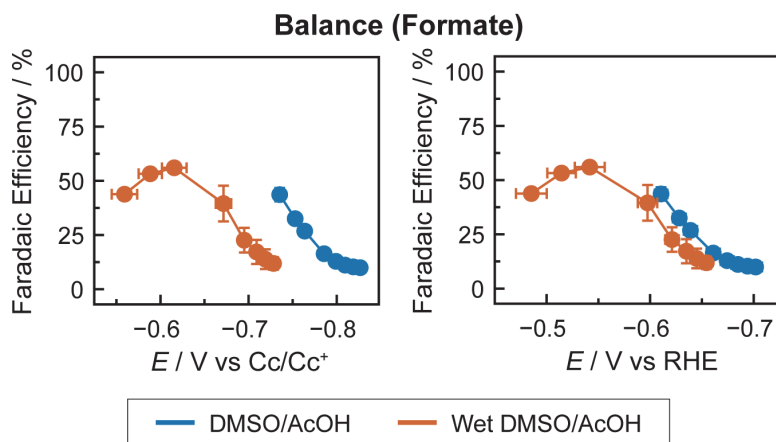 Balance (Formate)
Faradaic Efficiency / %
100
75
50
25
0
−0.6
−0.7
−0.8
E / V vs Cc/Cc⁺
Faradaic Efficiency / %
100
75
50
25
0
−0.5
−0.6
−0.7
E / V vs RHE
DMSO/AcOH
Wet DMSO/AcOH